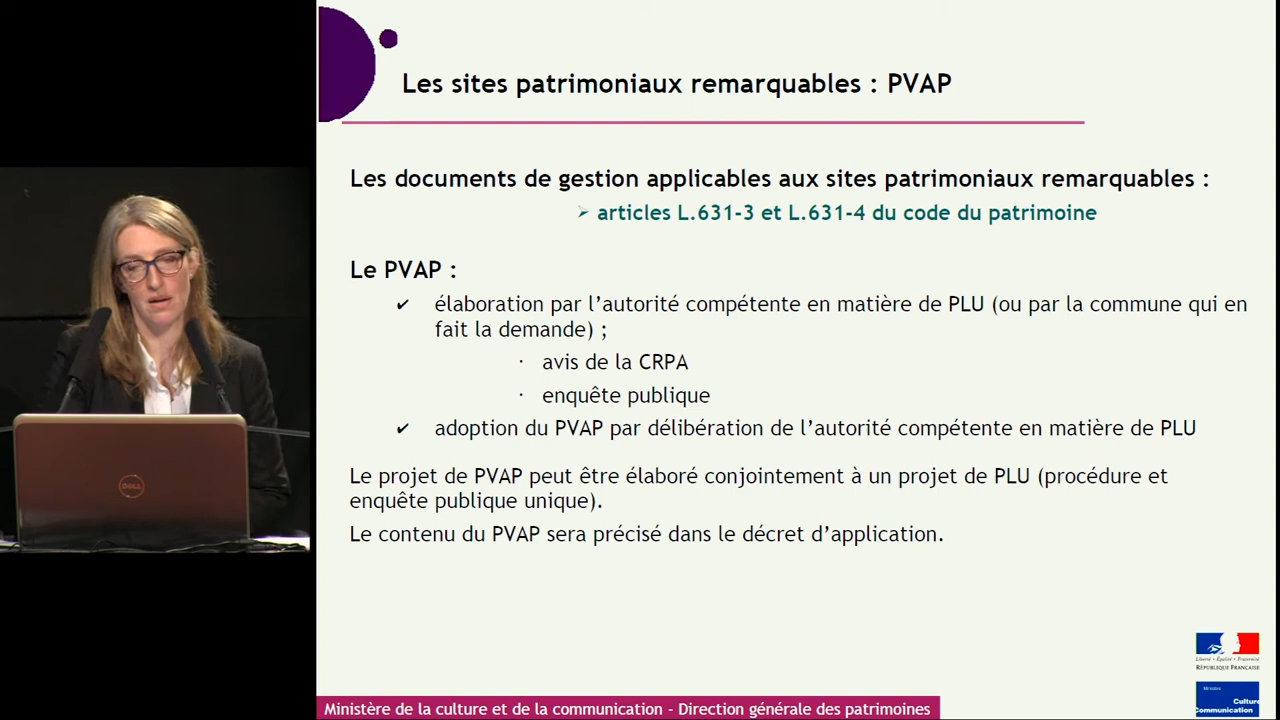 Les sites patrimoniaux remarquables : PVAP
Les documents de gestion applicables aux sites patrimoniaux remarquables :
➢ articles L.631-3 et L.631-4 du code du patrimoine
Le PVAP :
✔ élaboration par l’autorité compétente en matière de PLU (ou par la commune qui en
fait la demande) ;
· avis de la CRPA
· enquête publique
✔ adoption du PVAP par délibération de l’autorité compétente en matière de PLU
Le projet de PVAP peut être élaboré conjointement à un projet de PLU (procédure et
enquête publique unique).
Le contenu du PVAP sera précisé dans le décret d’application.
DELL
Liberté • Égalité • Fraternité
RÉPUBLIQUE FRANÇAISE
Ministère
Culture
Communication
Ministère de la culture et de la communication - Direction générale des patrimoines